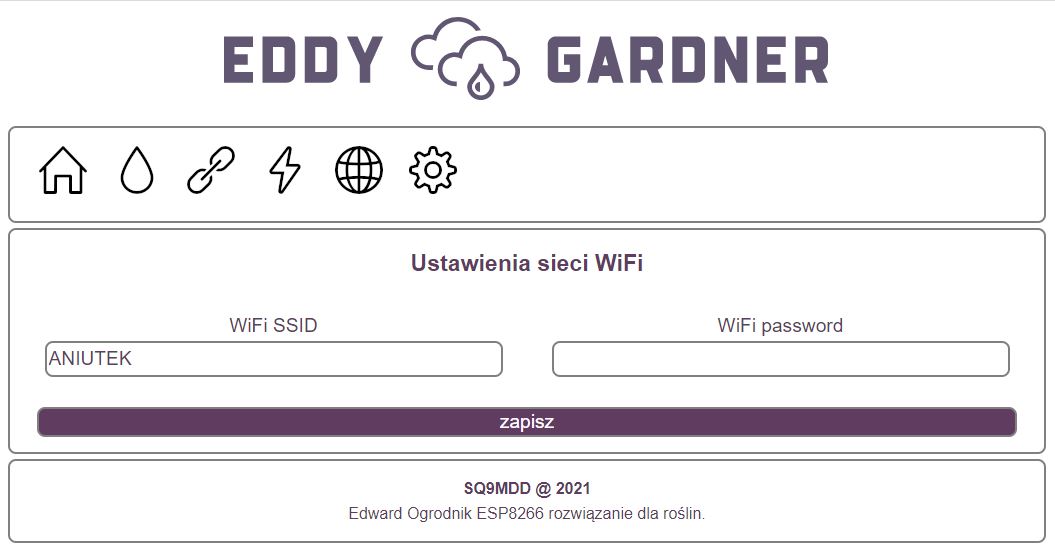 EDDY GARDNER
Ustawienia sieci WiFi
WiFi SSID WiFi password
ANIUTEK
zapisz
SQ9MDD @ 2021
Edward Ogrodnik ESP8266 rozwiązanie dla roślin.